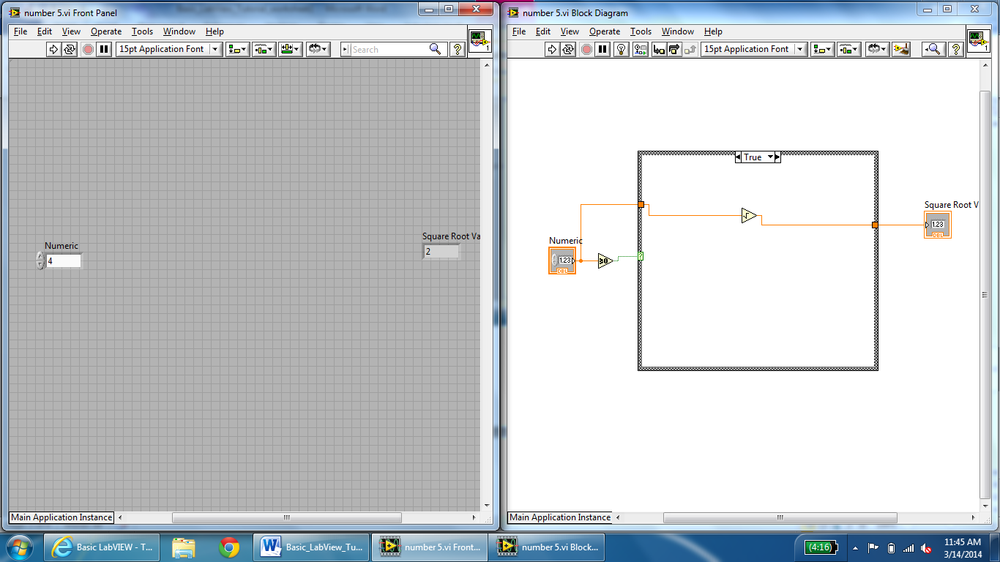 number 5.vi Front Panel
File Edit View Operate Tools Window Help
15pt Application Font
Search
?
1
Numeric
4
Square Root Va
2
Main Application Instance
number 5.vi Block Diagram
File Edit View Operate Tools Window Help
15pt Application Font
?
1
True
Numeric
1.23
DBL
≥0
?
√
Square Root V
1.23
DBL
Main Application Instance
Basic LabVIEW - T...
Basic_LabView_Tu...
number 5.vi Front...
number 5.vi Block...
(4:16)
11:45 AM
3/14/2014